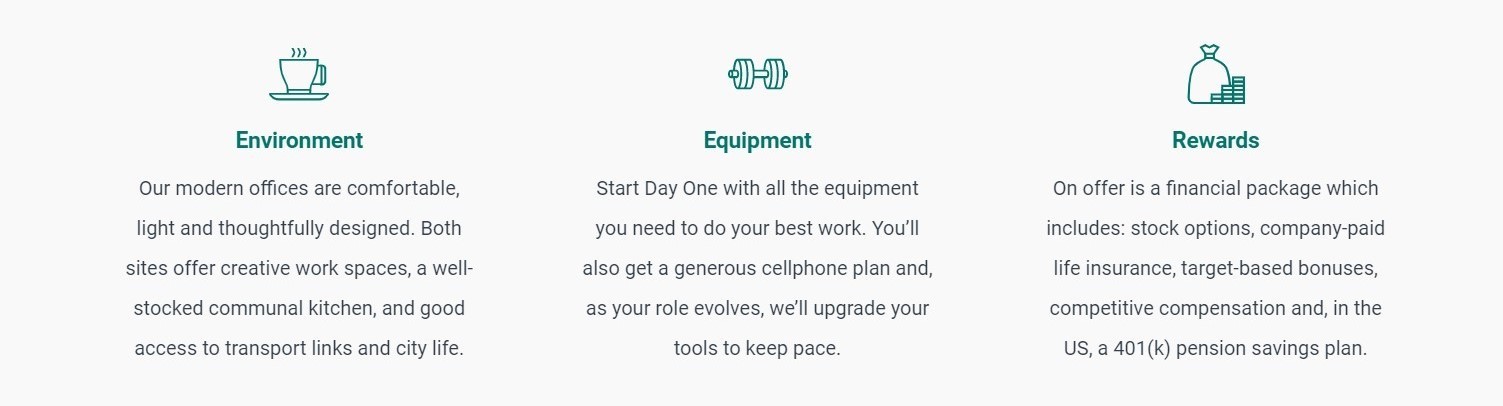 Environment
Our modern offices are comfortable,
light and thoughtfully designed. Both
sites offer creative work spaces, a well-
stocked communal kitchen, and good
access to transport links and city life.
Equipment
Start Day One with all the equipment
you need to do your best work. You’ll
also get a generous cellphone plan and,
as your role evolves, we’ll upgrade your
tools to keep pace.
Rewards
On offer is a financial package which
includes: stock options, company-paid
life insurance, target-based bonuses,
competitive compensation and, in the
US, a 401(k) pension savings plan.